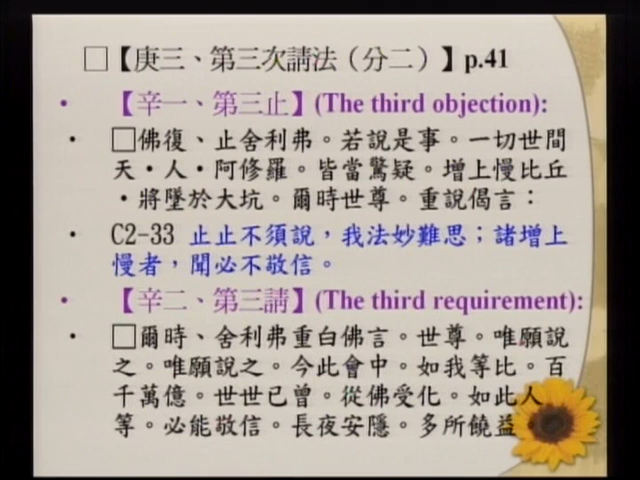 □【庚三、第三次請法（分二）】p.41
• 【辛一、第三止】(The third objection):
• □佛復、止舍利弗。若說是事。一切世間
天・人・阿修羅。皆當驚疑。增上慢比丘
・將墜於大坑。爾時世尊。重說偈言：
• C2-33 止止不須說，我法妙難思；諸增上
慢者，聞必不敬信。
• 【辛二、第三請】(The third requirement):
• □爾時、舍利弗重白佛言。世尊。唯願說
之。唯願說之。今此會中。如我等比。百
千萬億。世世已曾。從佛受化。如此人
等。必能敬信。長夜安隱。多所饒益。